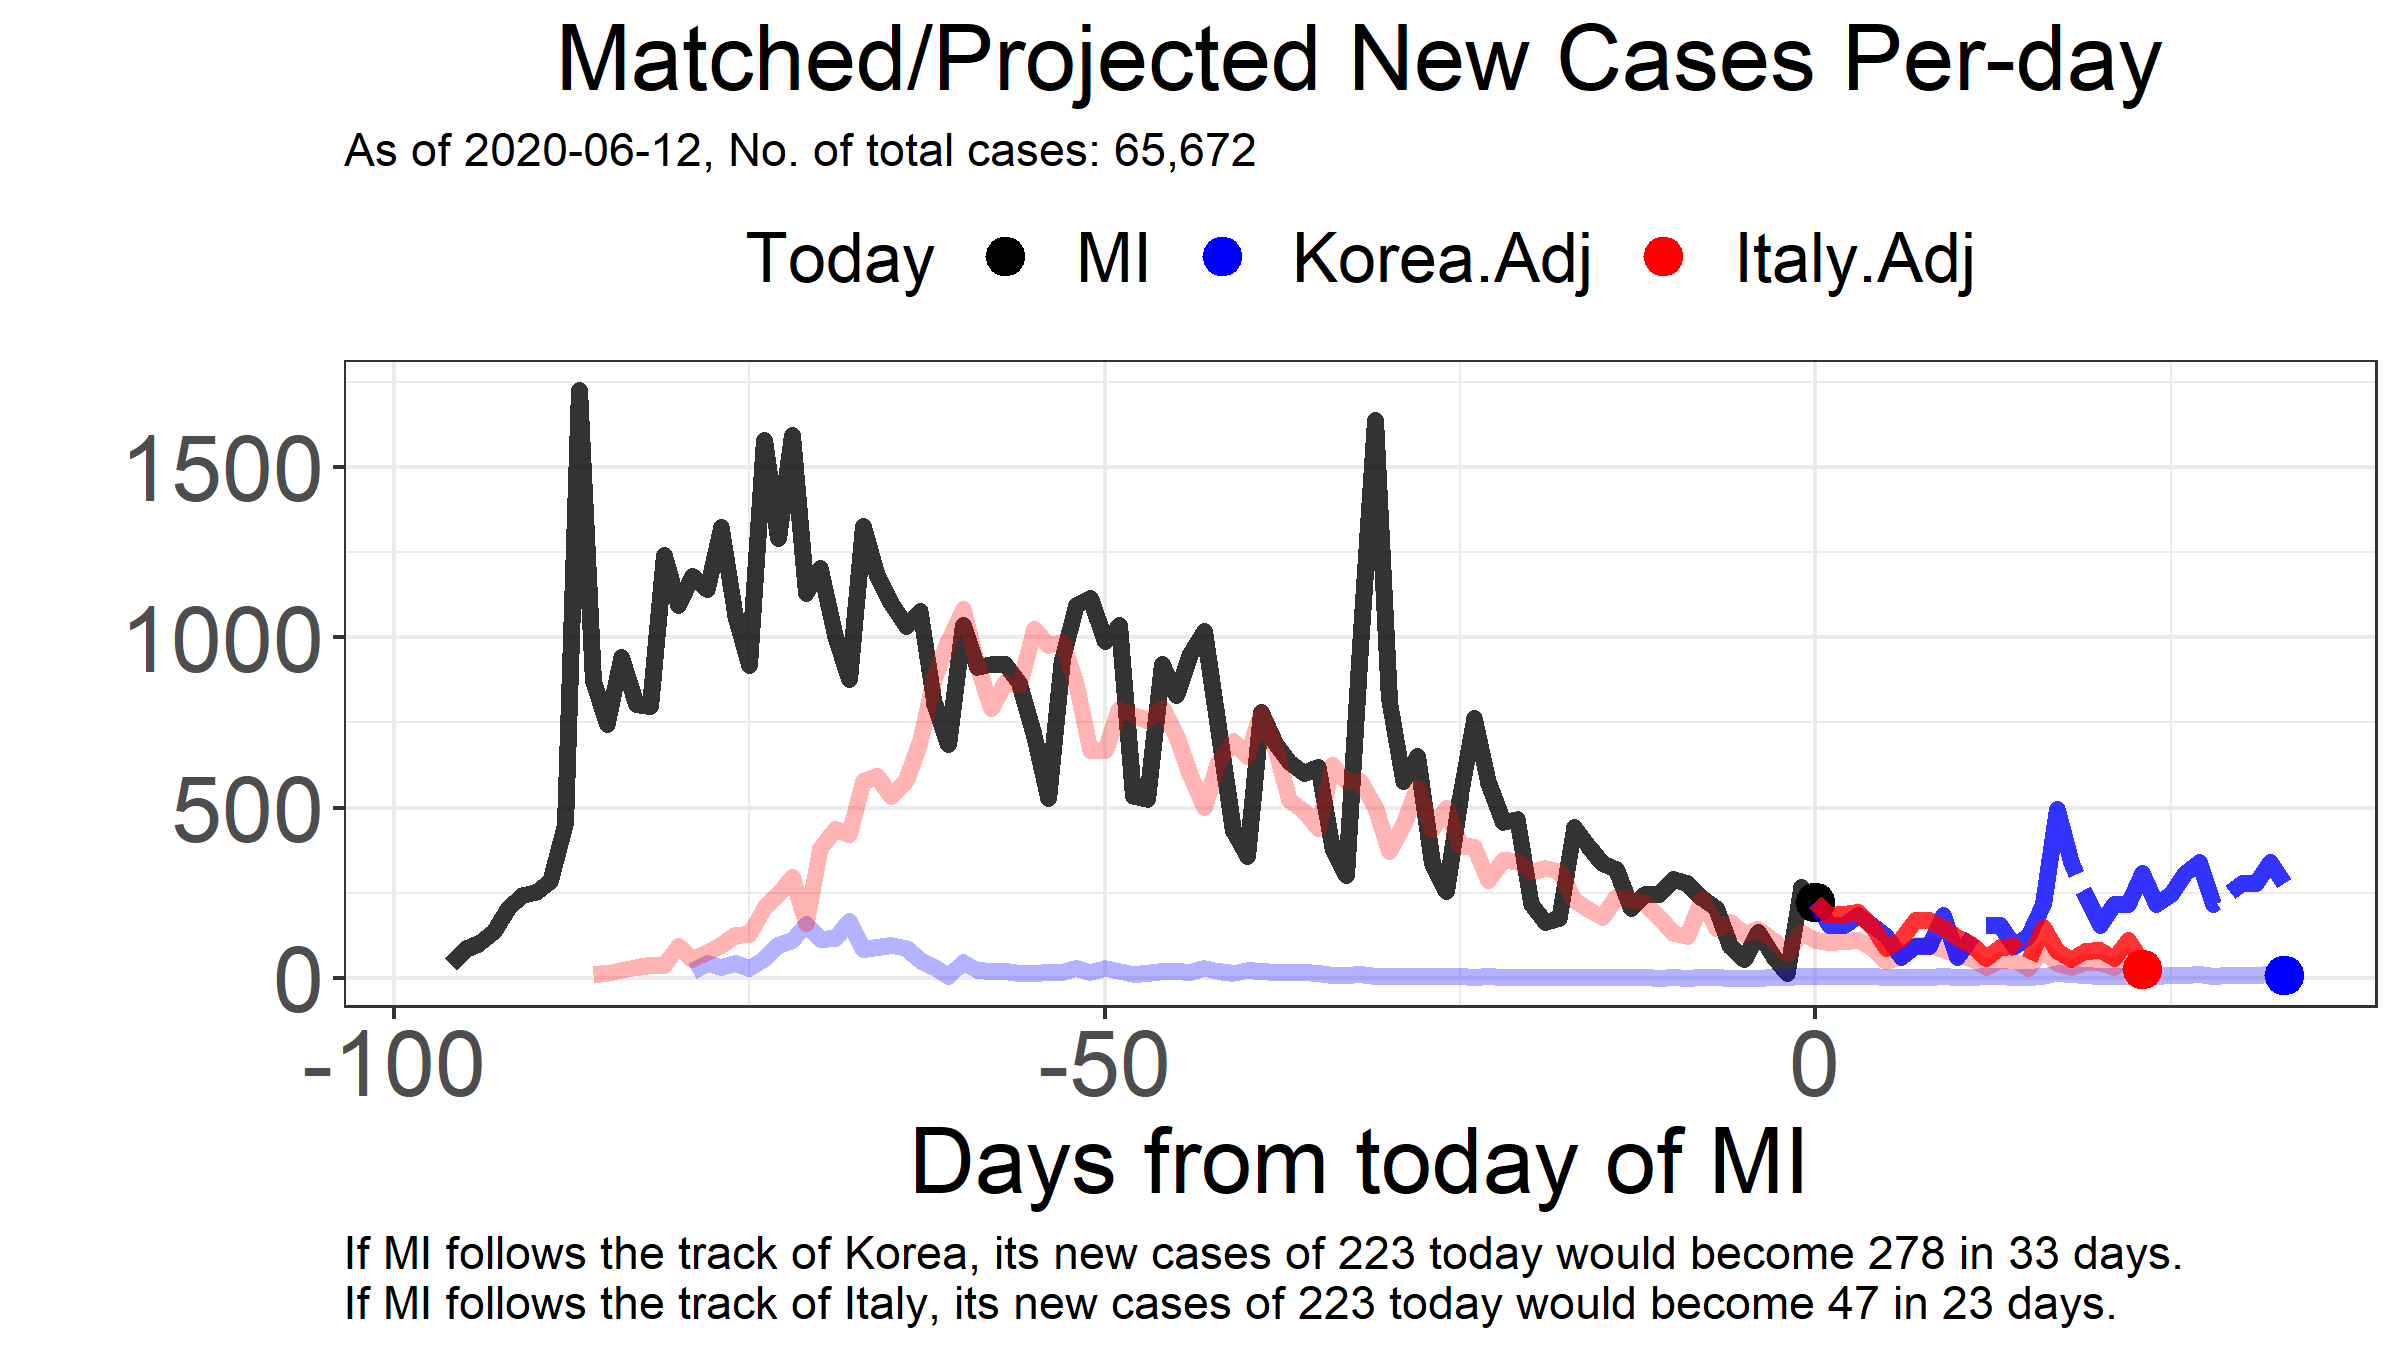 Matched/Projected New Cases Per-day
As of 2020-06-12, No. of total cases: 65,672
Today MI Korea.Adj Italy.Adj
1500
1000
500
0
-100 -50 0
Days from today of MI
If MI follows the track of Korea, its new cases of 223 today would become 278 in 33 days.
If MI follows the track of Italy, its new cases of 223 today would become 47 in 23 days.